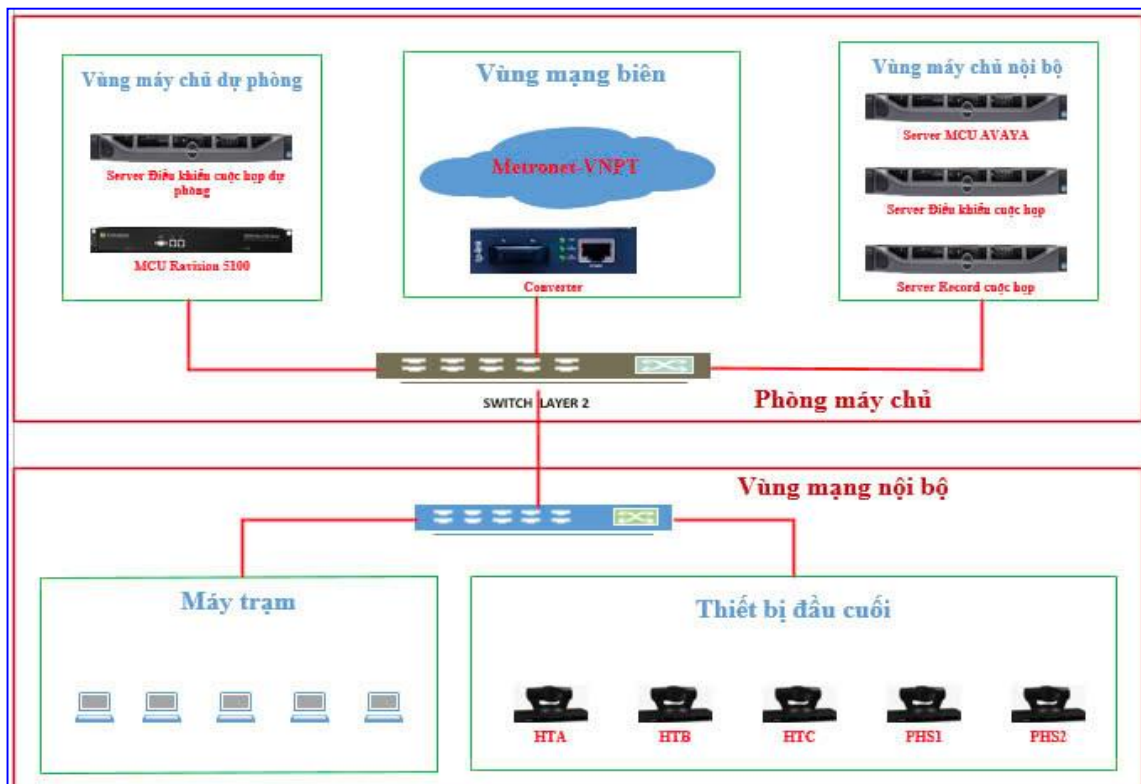 Vùng máy chủ dự phòng
Server Điều khiển cuộc họp dự
phòng
MCU Ravision 5100
Vùng mạng biên
Metronet-VNPT
tp-link
Converter
Vùng máy chủ nội bộ
Server MCU AVAYA
Server Điều khiển cuộc họp
Server Record cuộc họp
SWITCH LAYER 2
Phòng máy chủ
Vùng mạng nội bộ
Máy trạm
Thiết bị đầu cuối
HTA
HTB
HTC
PHS1
PHS2